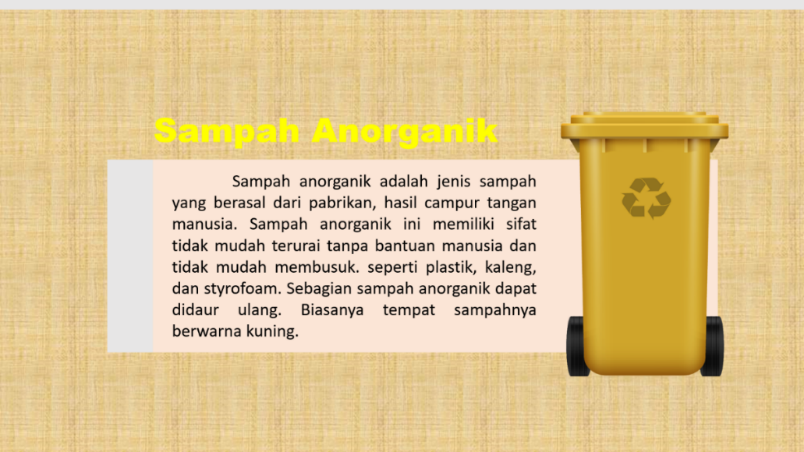 Sampah Anorganik
Sampah anorganik adalah jenis sampah
yang berasal dari pabrikan, hasil campur tangan
manusia. Sampah anorganik ini memiliki sifat
tidak mudah terurai tanpa bantuan manusia dan
tidak mudah membusuk. seperti plastik, kaleng,
dan styrofoam. Sebagian sampah anorganik dapat
didaur ulang. Biasanya tempat sampahnya
berwarna kuning.